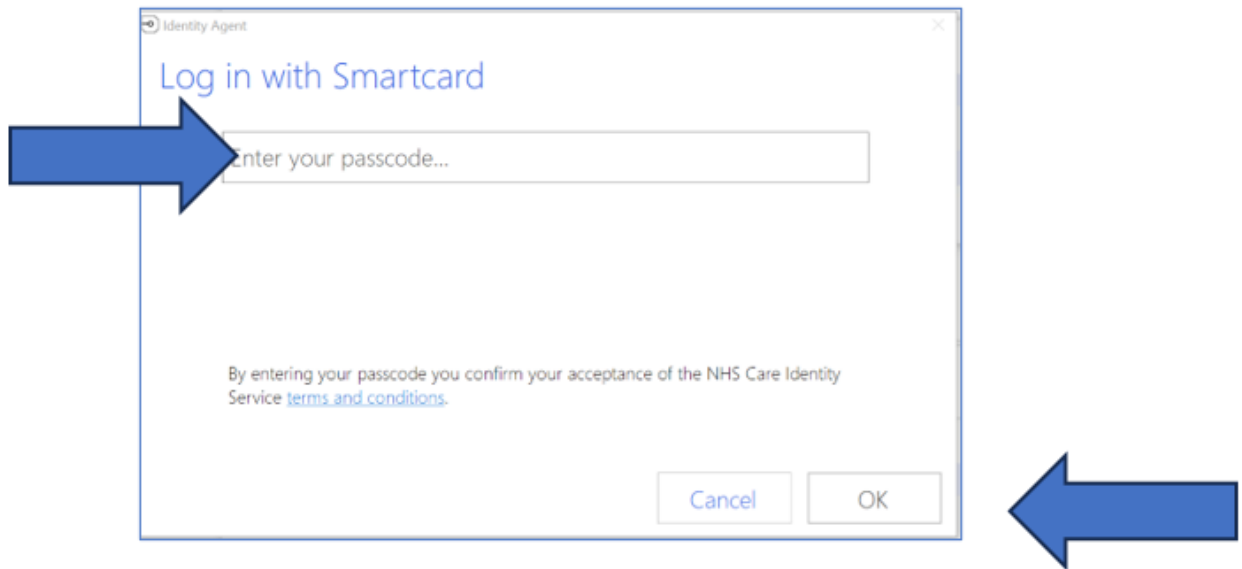 Identity Agent
Log in with Smartcard
Enter your passcode...
By entering your passcode you confirm your acceptance of the NHS Care Identity
Service terms and conditions.
Cancel
OK